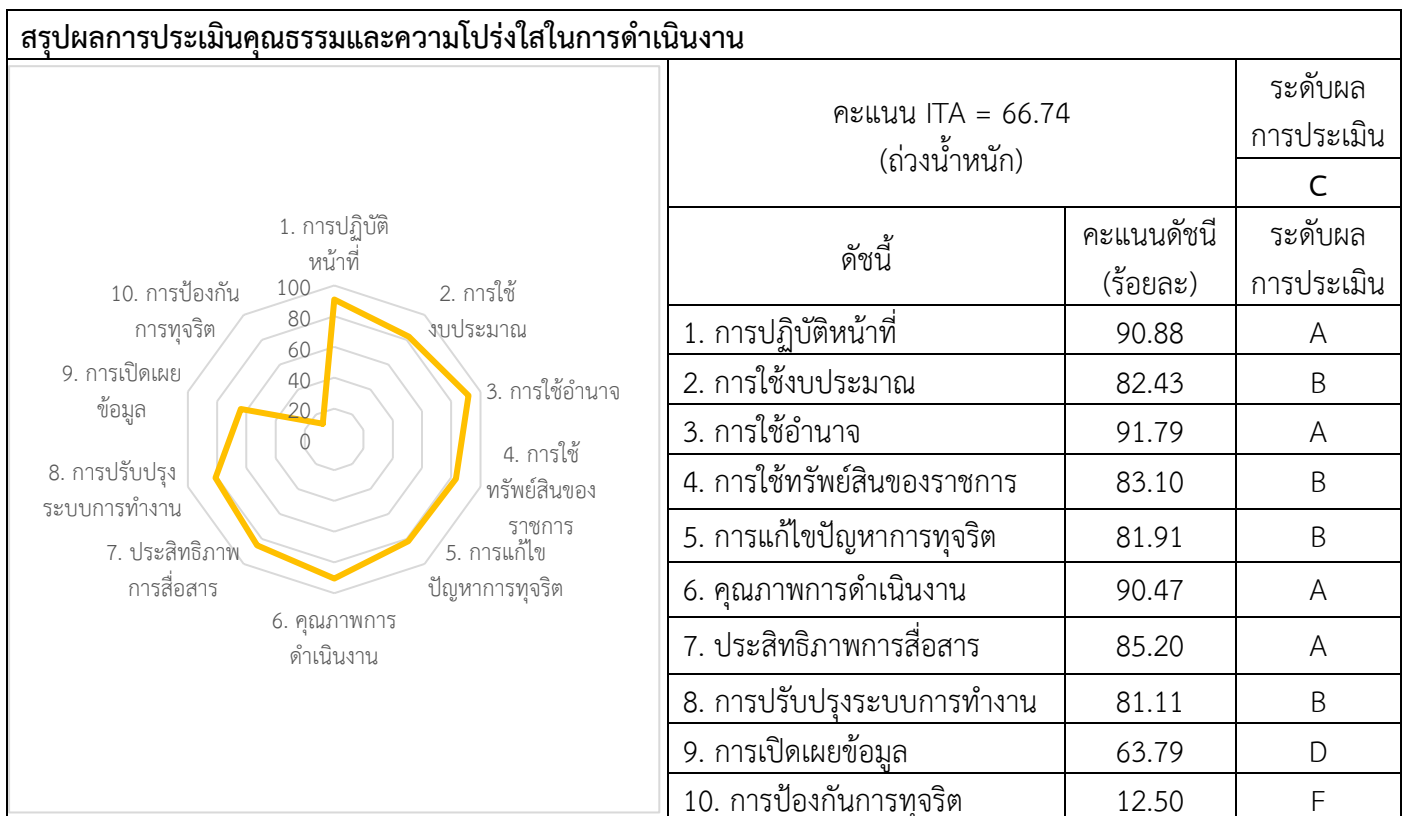 สรุปผลการประเมินคุณธรรมและความโปร่งใสในการดำเนินงาน
1. การปฏิบัติ
หน้าที่
2. การใช้
งบประมาณ
3. การใช้อำนาจ
4. การใช้
ทรัพย์สินของ
ราชการ
5. การแก้ไข
ปัญหาการทุจริต
6. คุณภาพการ
ดำเนินงาน
7. ประสิทธิภาพ
การสื่อสาร
8. การปรับปรุง
ระบบการทำงาน
9. การเปิดเผย
ข้อมูล
10. การป้องกัน
การทุจริต
100
80
60
40
20
0
คะแนน ITA = 66.74
(ถ่วงน้ำหนัก)
ระดับผล
การประเมิน
C
ดัชนี้
คะแนนดัชนี
(ร้อยละ)
ระดับผล
การประเมิน
1. การปฏิบัติหน้าที่ 90.88 A
2. การใช้งบประมาณ 82.43 B
3. การใช้อำนาจ 91.79 A
4. การใช้ทรัพย์สินของราชการ 83.10 B
5. การแก้ไขปัญหาการทุจริต 81.91 B
6. คุณภาพการดำเนินงาน 90.47 A
7. ประสิทธิภาพการสื่อสาร 85.20 A
8. การปรับปรุงระบบการทำงาน 81.11 B
9. การเปิดเผยข้อมูล 63.79 D
10. การป้องกันการทุจริต 12.50 F